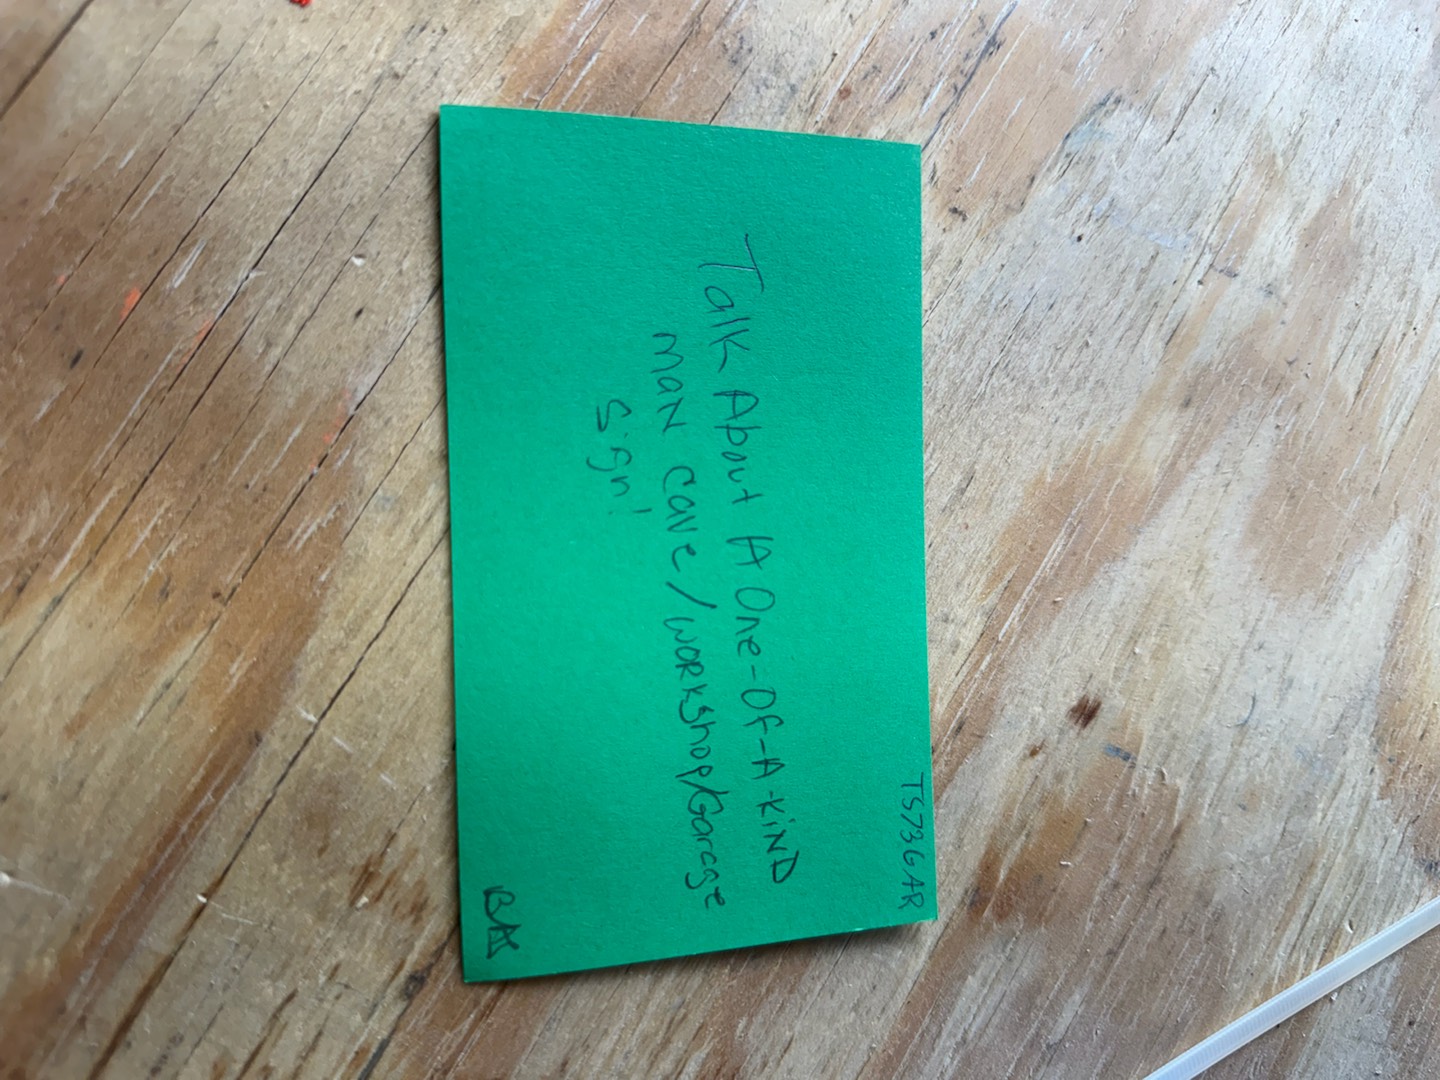 TS73GAR
Talk About A One-Of-A-KiND
maN cave/workshop/Garage
Sign!